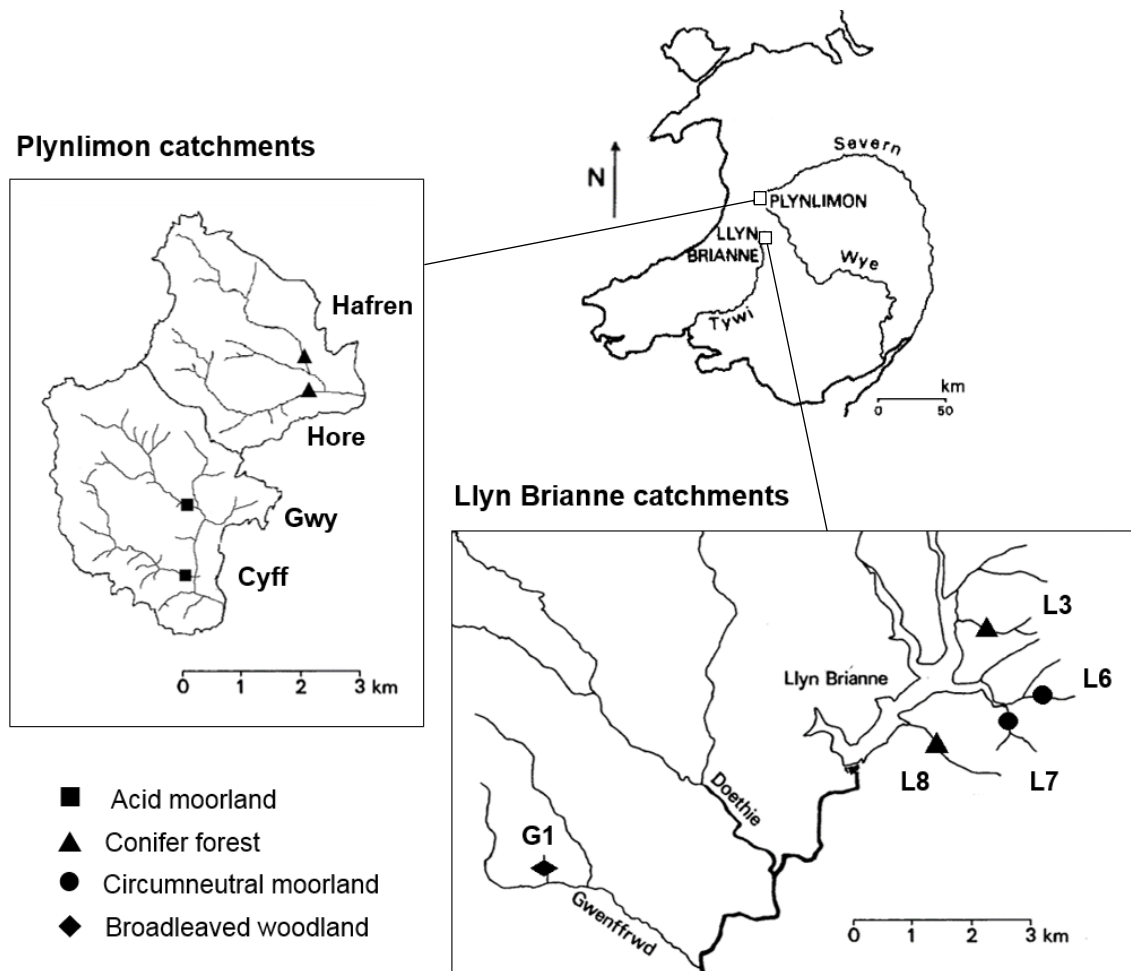 Plynlimon catchments
Hafren
Hore
Gwy
Cyff
0 1 2 3 km
N
Severn
PLYNLIMON
LLYN
BRIANNE
Wye
Tywi
km
0 50
Llyn Brianne catchments
L3
Llyn Brianne
L6
L8
L7
Doethie
G1
Gwenffrwd
0 1 2 3
km
Acid moorland
Conifer forest
Circumneutral moorland
Broadleaved woodland